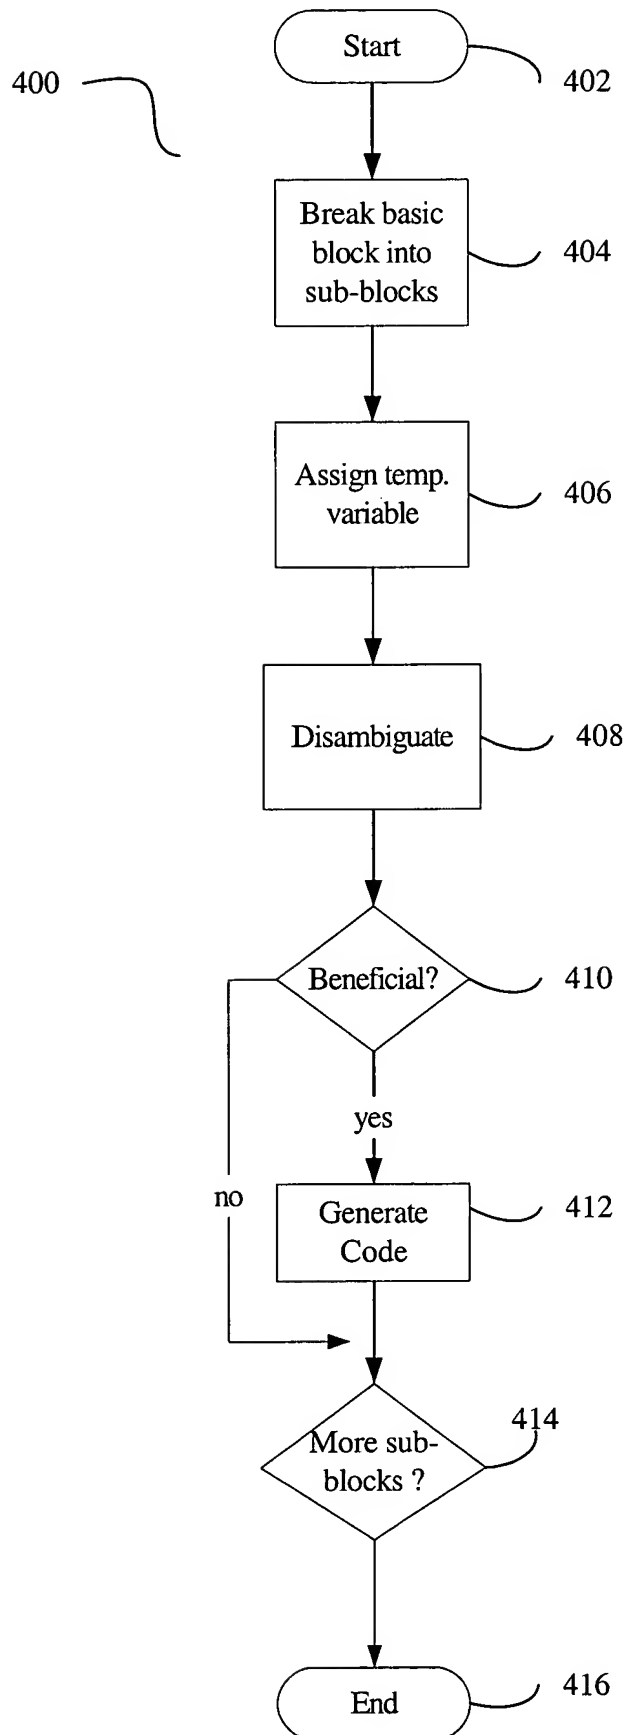 Start
402
400
Break basic
block into
sub-blocks
404
Assign temp.
variable
406
Disambiguate
408
Beneficial?
410
yes
no
Generate
Code
412
414
More sub-
blocks ?
End
416